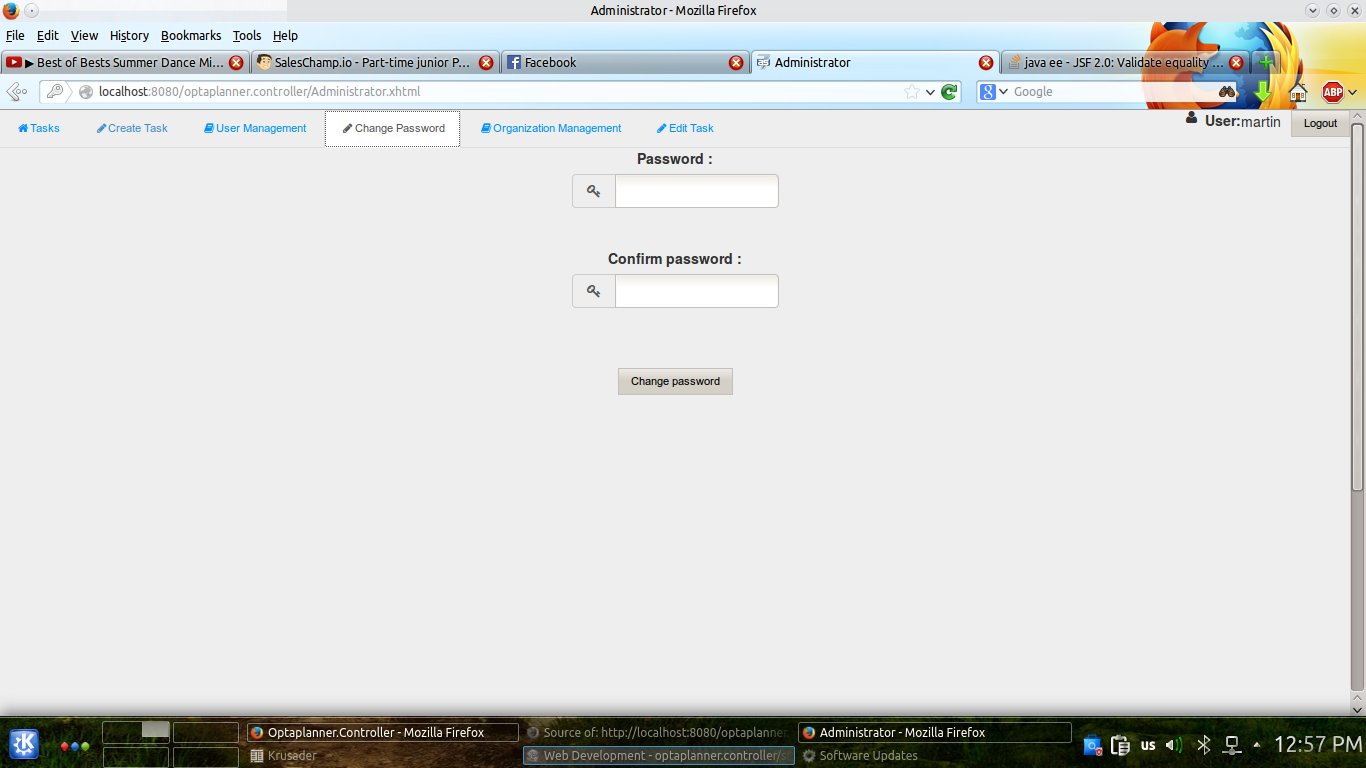 Administrator - Mozilla Firefox
File Edit View History Bookmarks Tools Help
▶ Best of Bests Summer Dance Mi... SalesChamp.io - Part-time junior P... Facebook Administrator java ee - JSF 2.0: Validate equality ...
localhost:8080/optaplanner.controller/Administrator.xhtml Google ABP
Tasks Create Task User Management Change Password Organization Management Edit Task User:martin Logout
Password :
Confirm password :
Change password
Optaplanner.Controller - Mozilla Firefox Source of: http://localhost:8080/optaplanner. Administrator - Mozilla Firefox
Krusader Web Development - optaplanner.controller/s Software Updates
us 12:57 PM